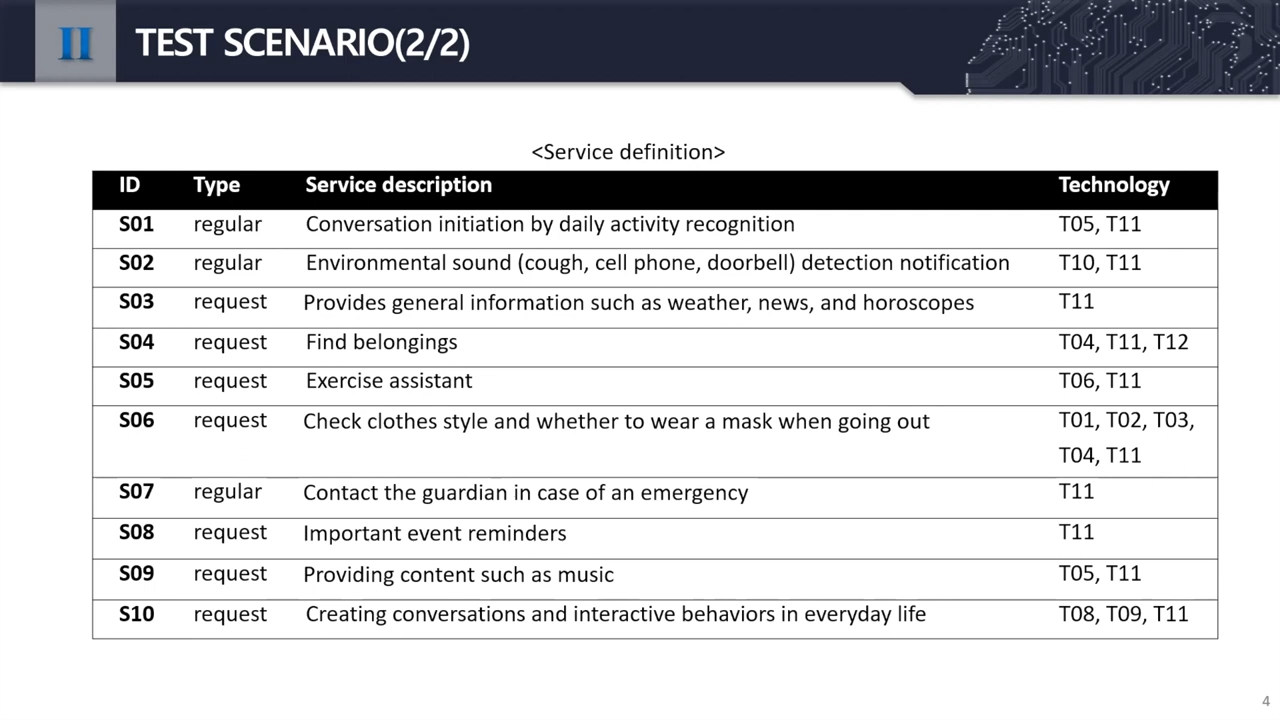 II
TEST SCENARIO(2/2)
<Service definition>
ID Type Service description Technology
S01 regular Conversation initiation by daily activity recognition T05, T11
S02 regular Environmental sound (cough, cell phone, doorbell) detection notification T10, T11
S03 request Provides general information such as weather, news, and horoscopes T11
S04 request Find belongings T04, T11, T12
S05 request Exercise assistant T06, T11
S06 request Check clothes style and whether to wear a mask when going out T01, T02, T03,
T04, T11
S07 regular Contact the guardian in case of an emergency T11
S08 request Important event reminders T11
S09 request Providing content such as music T05, T11
S10 request Creating conversations and interactive behaviors in everyday life T08, T09, T11
4